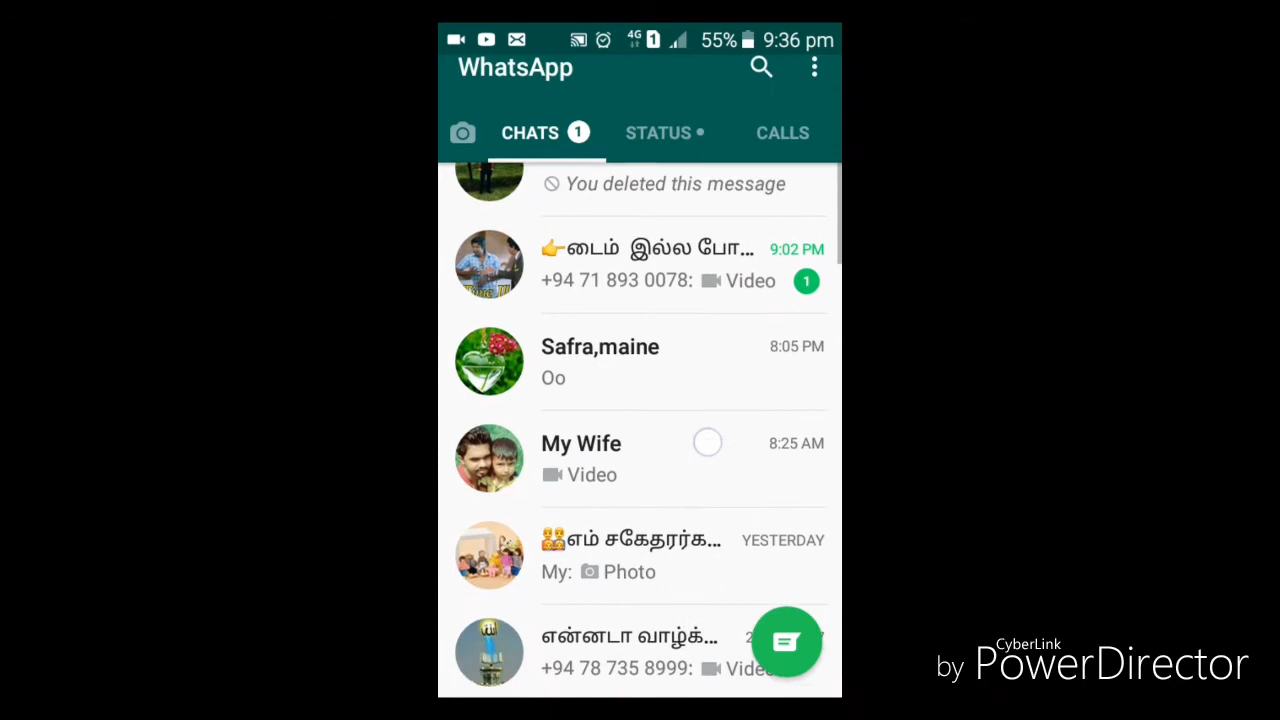 4G 1 55% 9:36 pm
WhatsApp
CHATS 1 STATUS CALLS
You deleted this message
👉டைம் இல்ல போ... 9:02 PM
+94 71 893 0078: Video 1
Safra,maine 8:05 PM
Oo
My Wife 8:25 AM
Video
👬எம் சகேதரர்க... YESTERDAY
My: Photo
என்னடா வாழ்க்...
+94 78 735 8999:
CyberLink
by PowerDirector